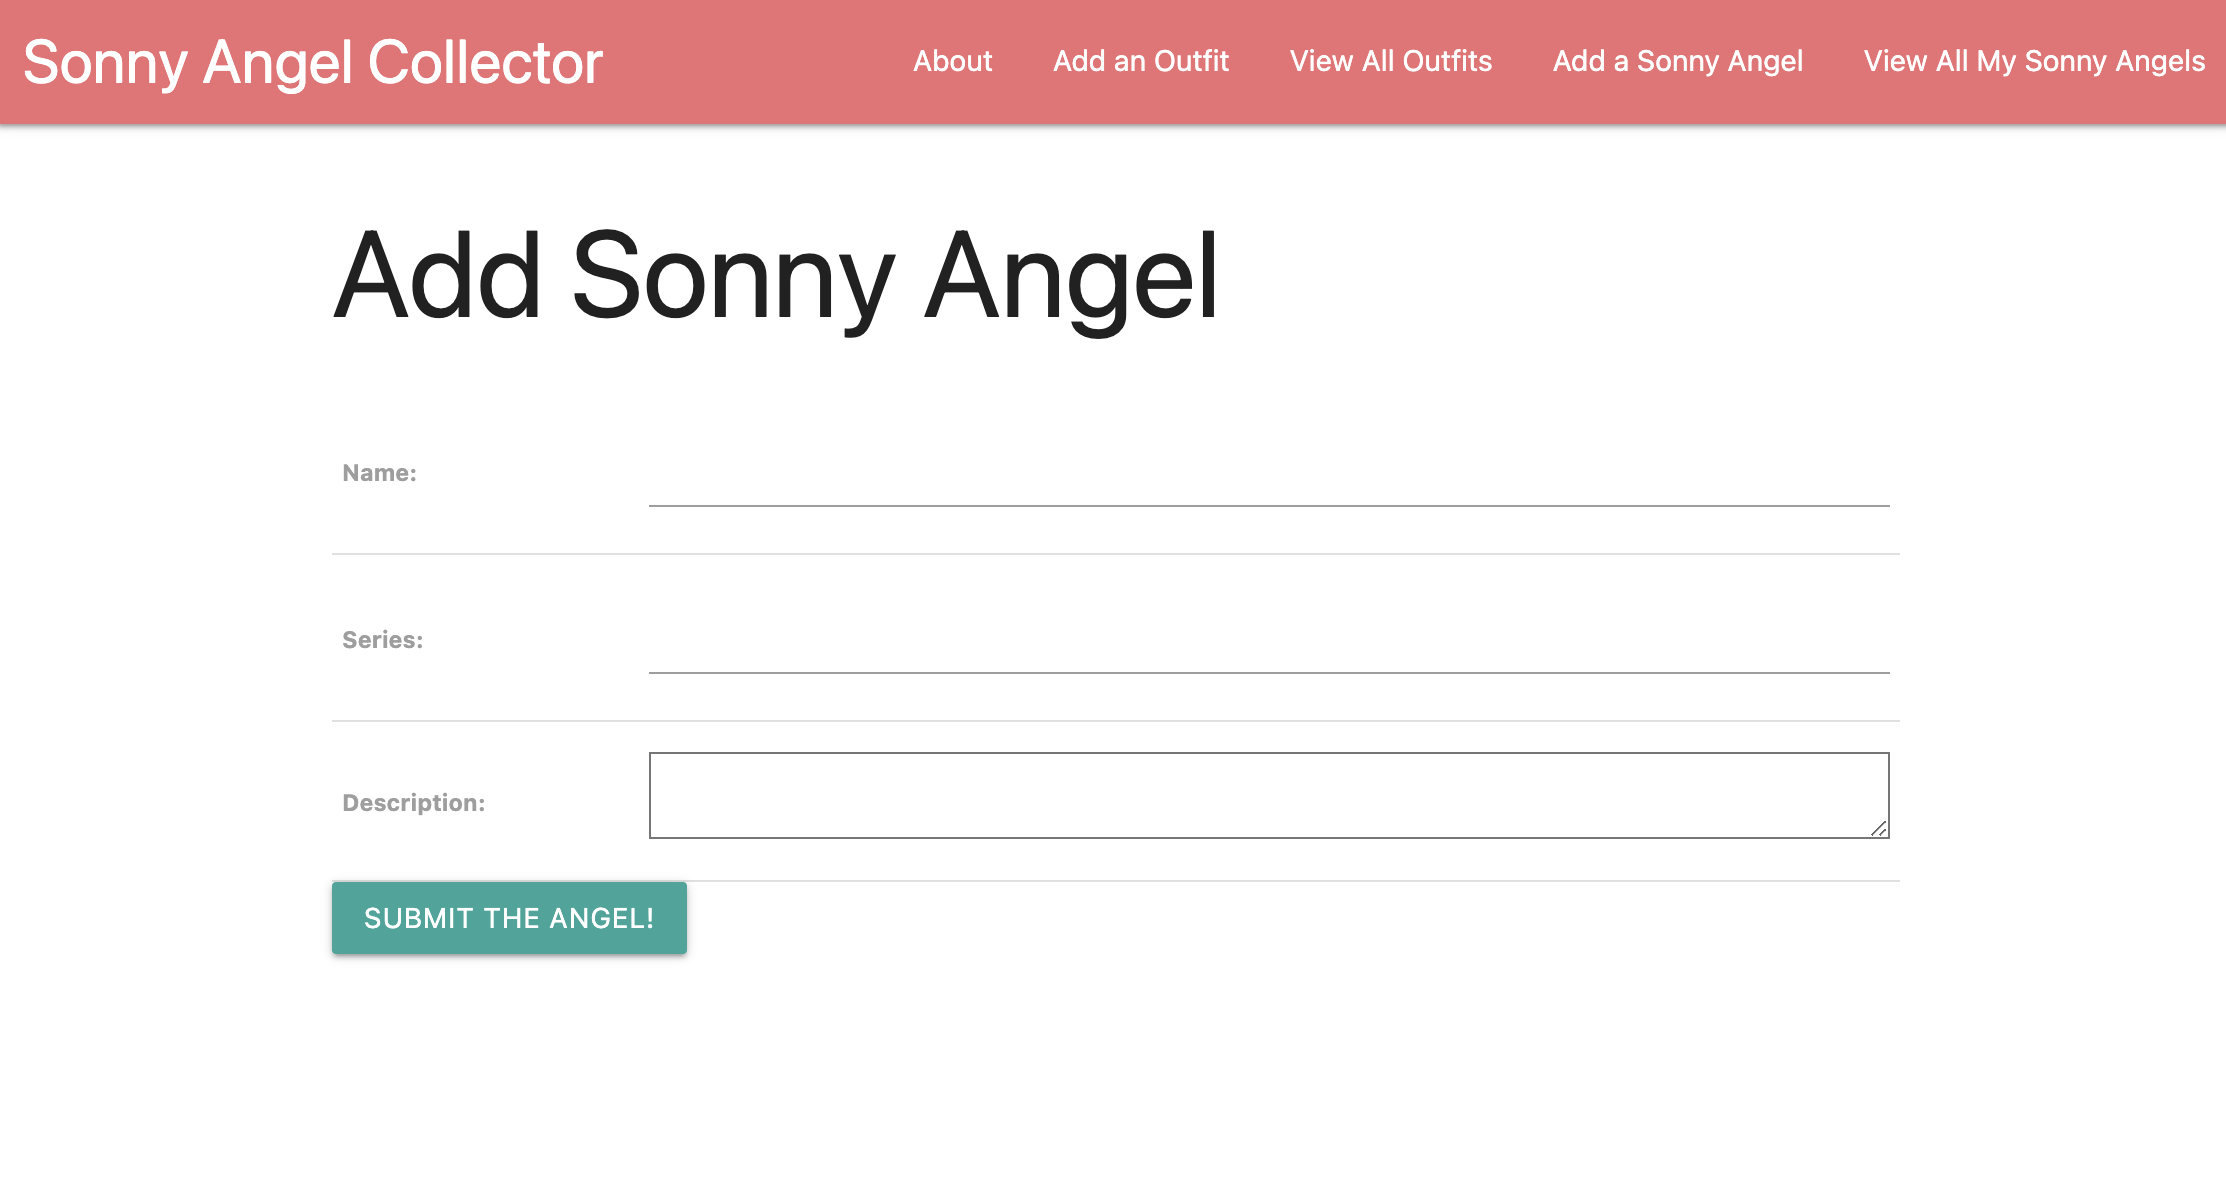 Sonny Angel Collector
About
Add an Outfit
View All Outfits
Add a Sonny Angel
View All My Sonny Angels
Add Sonny Angel
Name:
Series:
Description:
SUBMIT THE ANGEL!